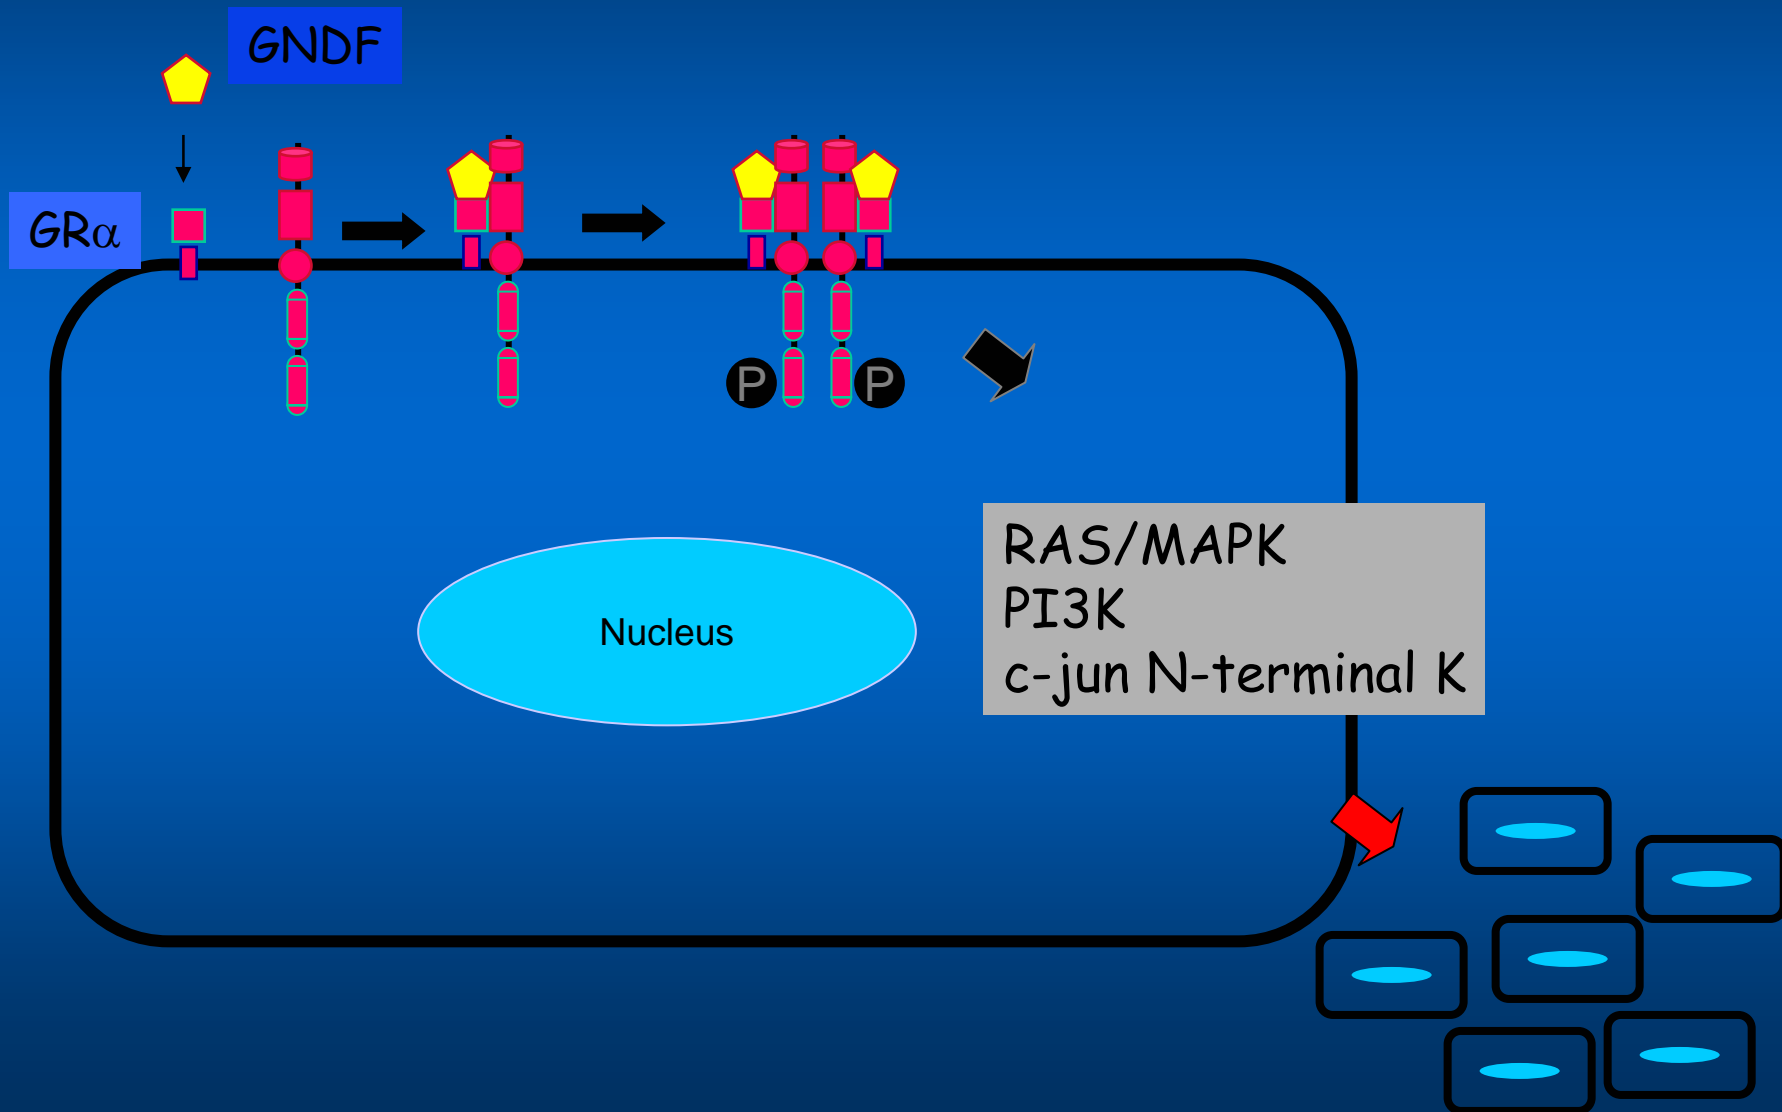 GNDF
GRα
P P
Nucleus
RAS/MAPK
PI3K
c-jun N-terminal K